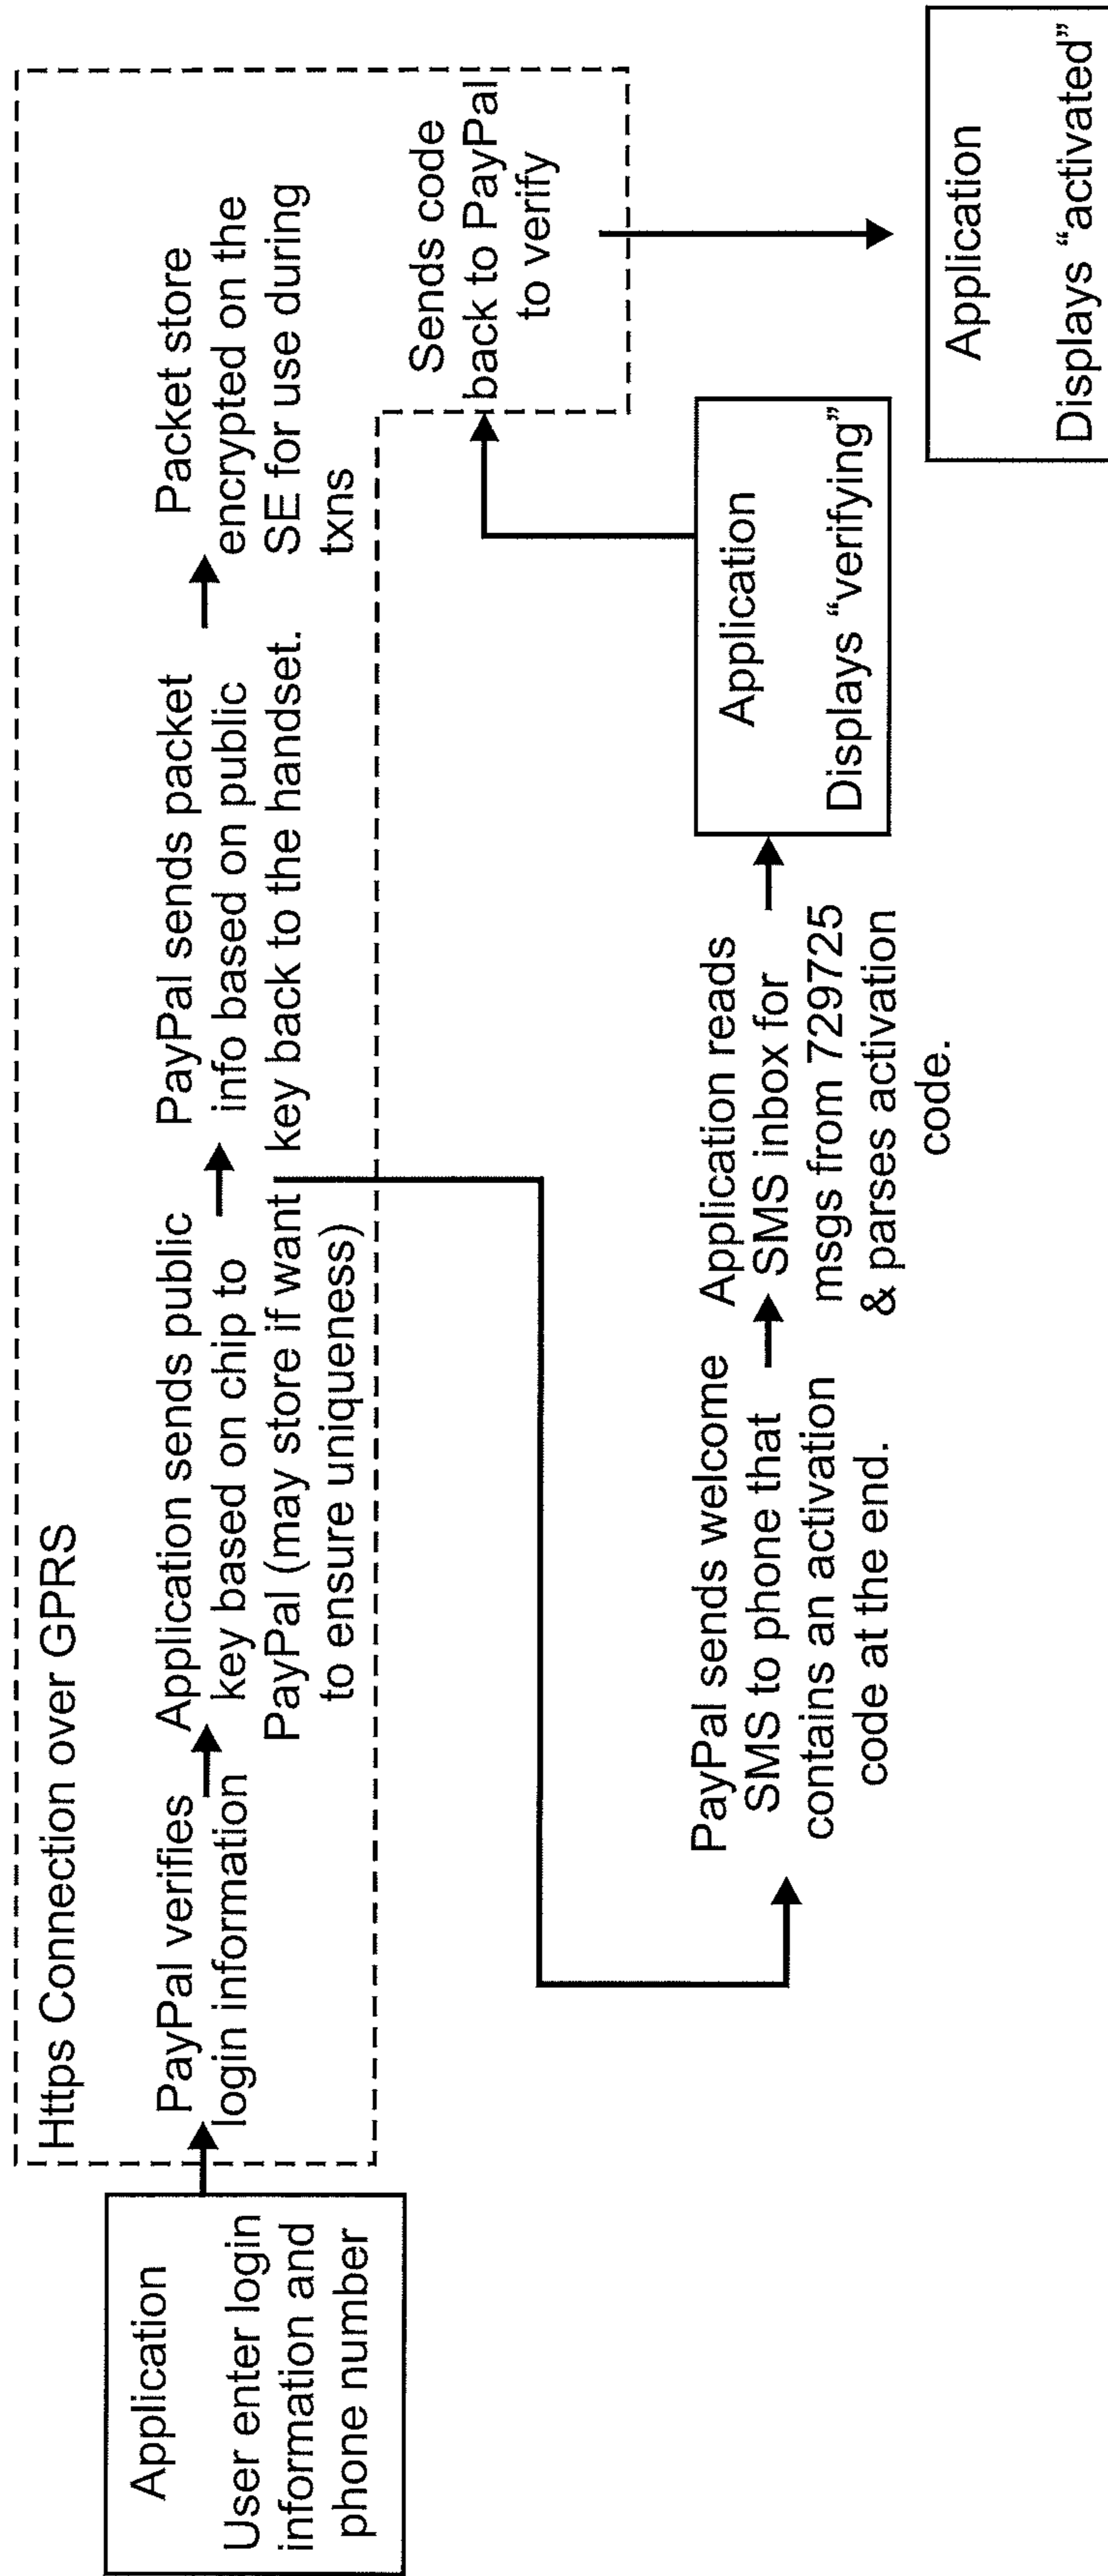 Https Connection over GPRS
Application
User enter login
information and
phone number
PayPal verifies
login information
Application sends public
key based on chip to
PayPal (may store if want
to ensure uniqueness)
PayPal sends packet
info based on public
key back to the handset.
Packet store
encrypted on the
SE for use during
txns
PayPal sends welcome
SMS to phone that
contains an activation
code at the end.
Application reads
SMS inbox for
msgs from 729725
& parses activation
code.
Application
Displays “verifying”
Sends code
back to PayPal
to verify
Application
Displays “activated”